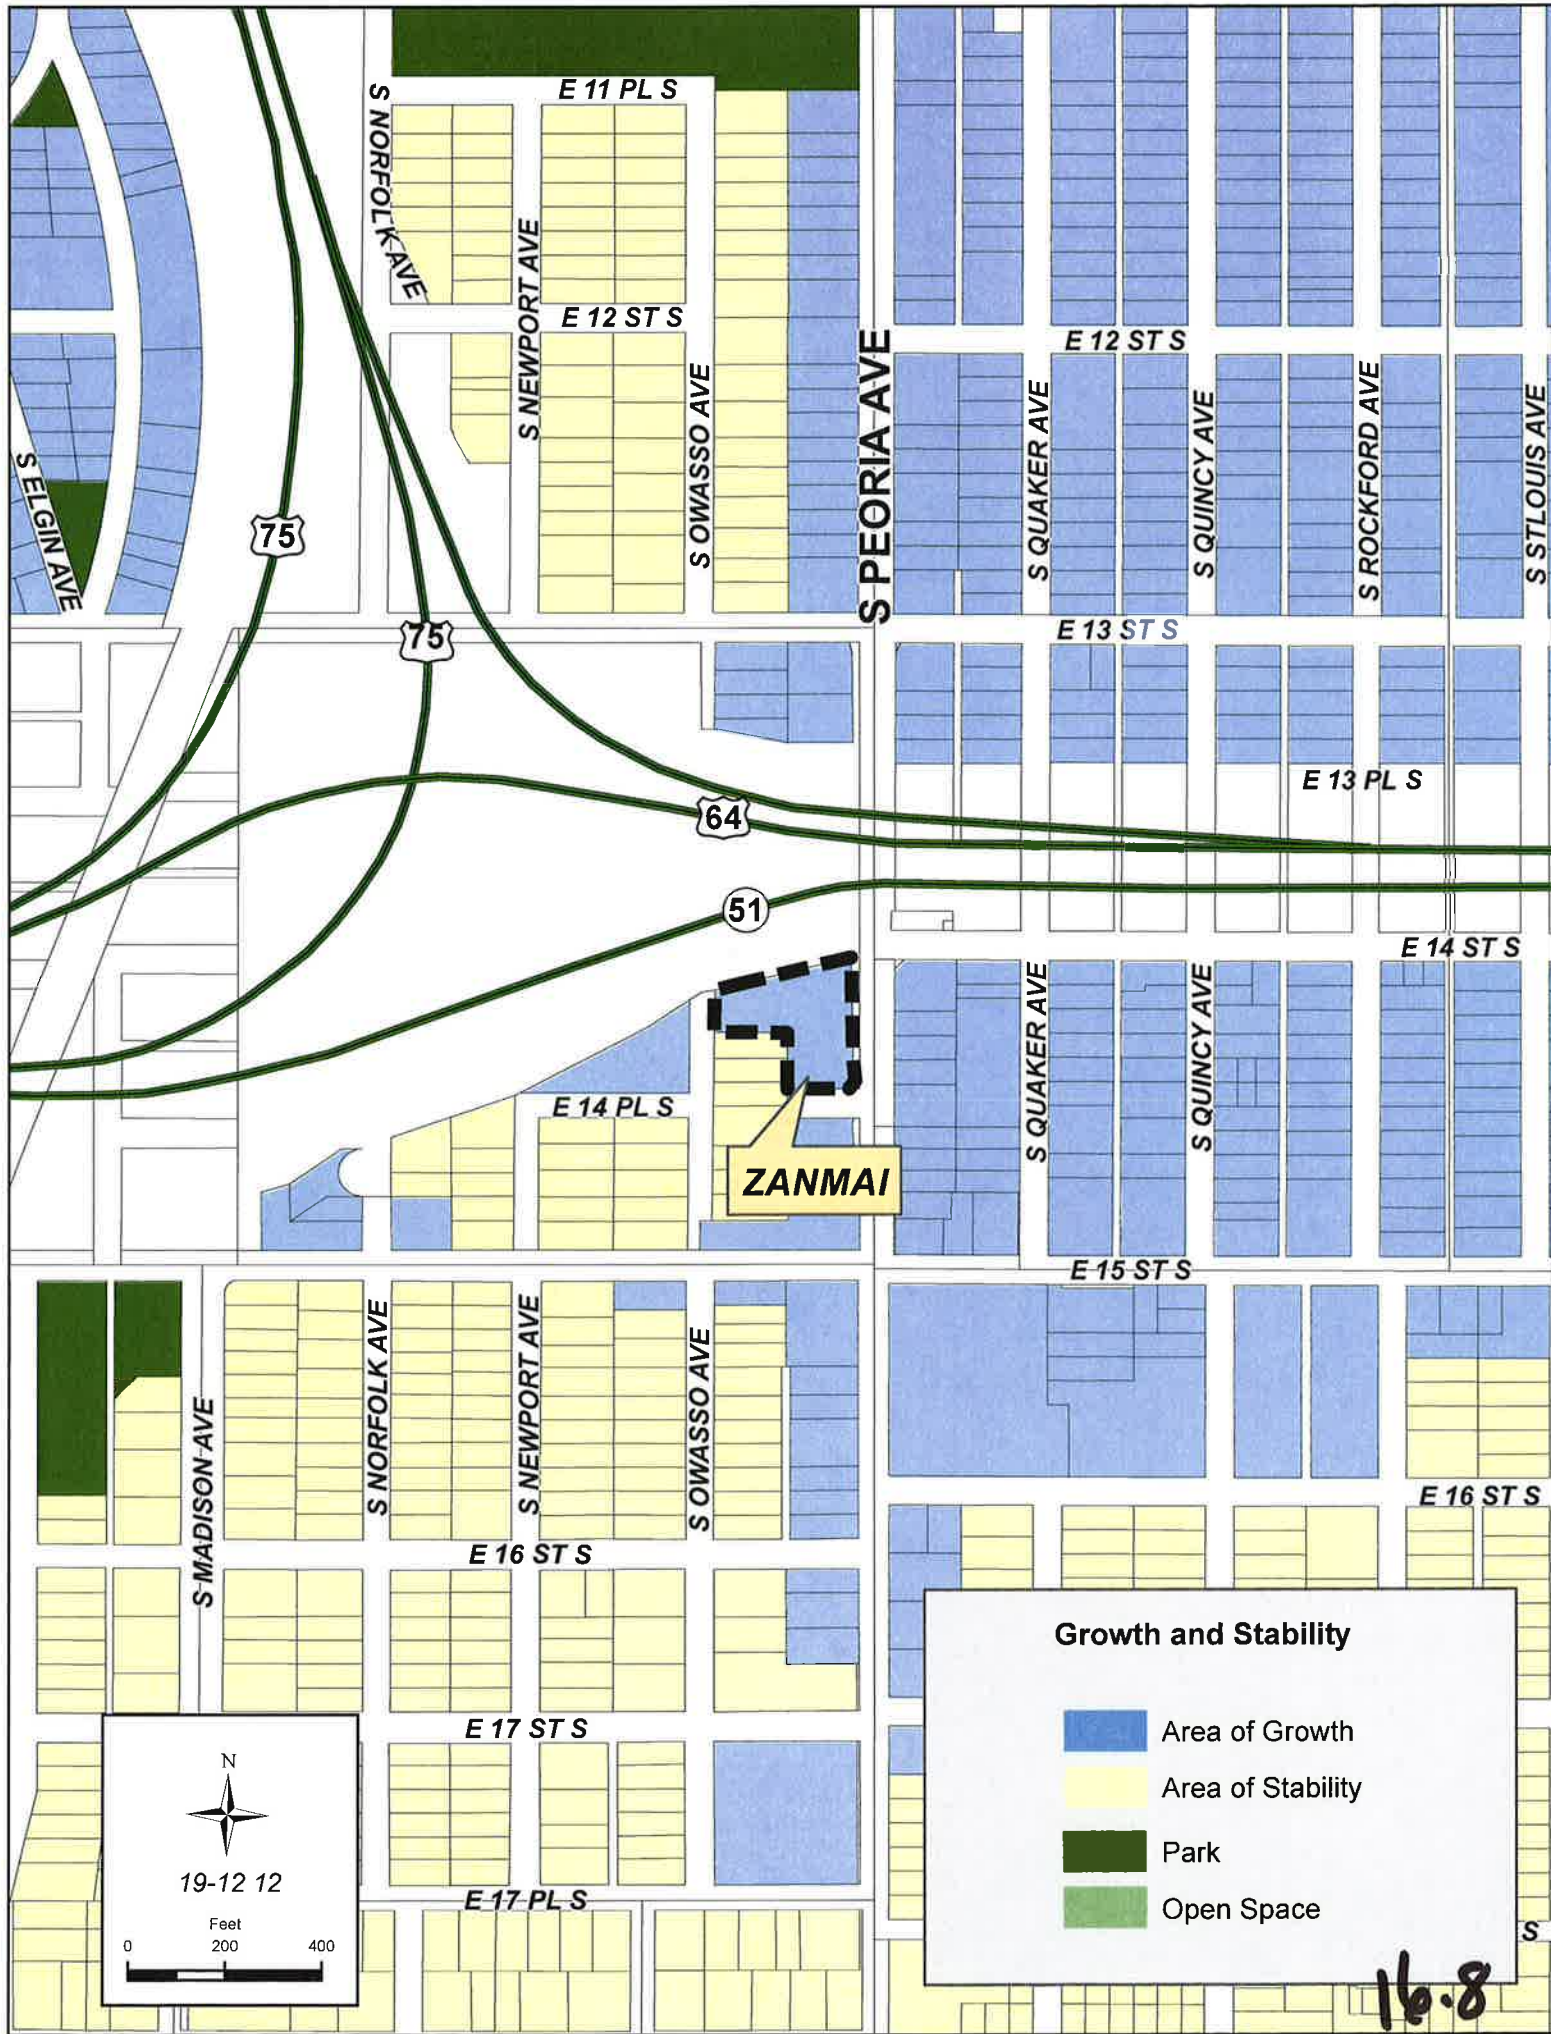 E 11 PL S
S NORFOLK AVE
S NEWPORT AVE
E 12 ST S
S OWASSO AVE
S PEORIA AVE
E 12 ST S
S QUAKER AVE
S QUINCY AVE
S ROCKFORD AVE
S STLOUIS AVE
S ELGIN AVE
75
75
E 13 ST S
E 13 PL S
64
51
E 14 ST S
S QUAKER AVE
S QUINCY AVE
E 14 PL S
ZANMAI
E 15 ST S
S MADISON AVE
S NORFOLK AVE
S NEWPORT AVE
S OWASSO AVE
E 16 ST S
E 16 ST S
E 17 ST S
E 17 PL S
S
N
19-12 12
Feet
0 200 400
Growth and Stability
Area of Growth
Area of Stability
Park
Open Space
16.8